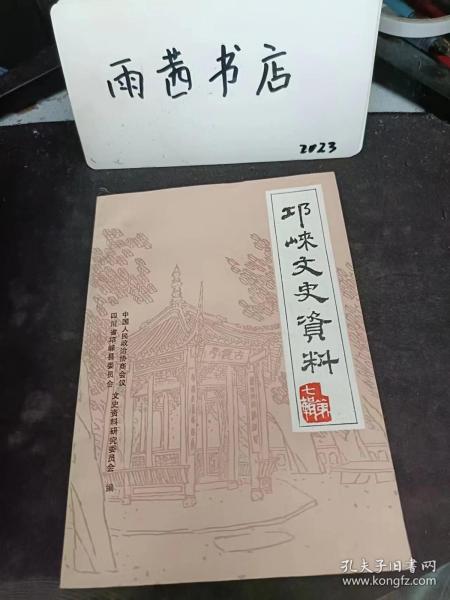 雨茜书店
2023
邛崃文史資料
第七辑
中国人民政治协商会议
四川省邛崃县委员会 文史资料研究委员会 编
孔夫子旧书网
www.kongfz.com